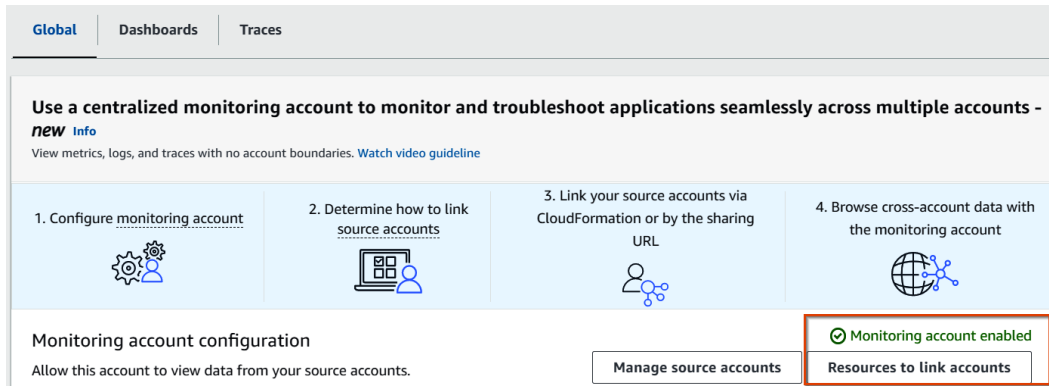 Global
Dashboards
Traces
Use a centralized monitoring account to monitor and troubleshoot applications seamlessly across multiple accounts -
new Info
View metrics, logs, and traces with no account boundaries. Watch video guideline
1. Configure monitoring account
2. Determine how to link
source accounts
3. Link your source accounts via
CloudFormation or by the sharing
URL
4. Browse cross-account data with
the monitoring account
Monitoring account configuration
Monitoring account enabled
Allow this account to view data from your source accounts.
Manage source accounts
Resources to link accounts